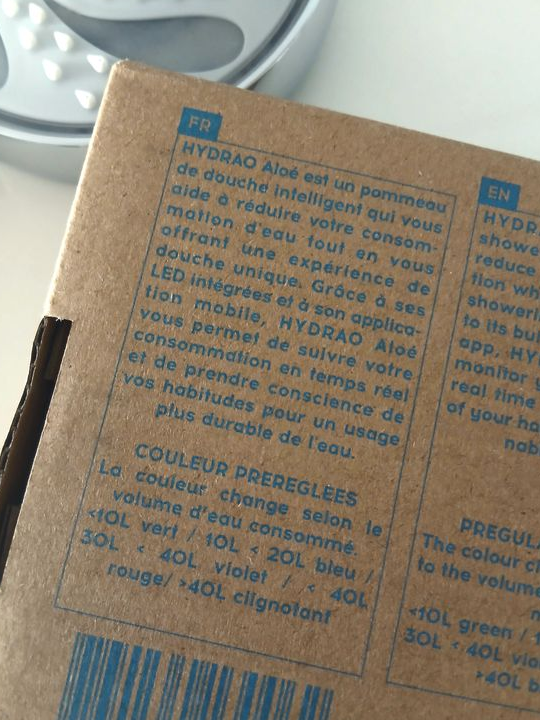 FR
HYDRAO Aloé est un pommeau
de douche intelligent qui vous
aide à réduire votre consom-
mation d'eau tout en vous
offrant une expérience de
douche unique. Grâce à ses
LED intégrées et à son applica-
tion mobile, HYDRAO Aloé
vous permet de suivre votre
consommation en temps réel
et de prendre conscience de
vos habitudes pour un usage
plus durable de l'eau.
COULEUR PREREGLEES
La couleur change selon le
volume d'eau consommé.
<10L vert / 10L < 20L bleu /
30L < 40L violet / < 40L
rouge/ >40L clignotant
EN
HYDR
showe
reduce
tion wh
showeri
to its bu
app, HY
monitor y
real time
of your ha
nab
PREGULA
The colour c
to the volume
<10L green / 1
30L < 40L vio
>40L b